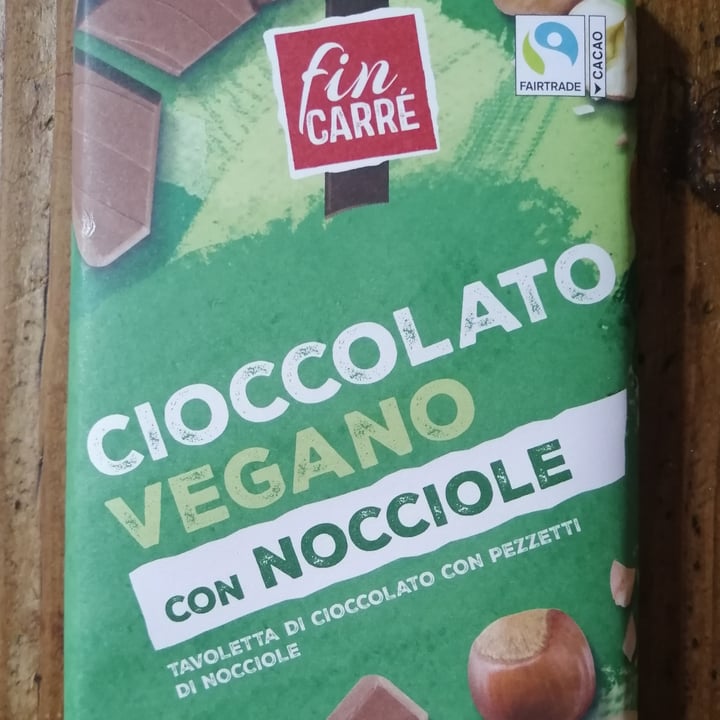 fin
CARRÉ
FAIRTRADE
CACAO
CIOCCOLATO
VEGANO
CON NOCCIOLE
TAVOLETTA DI CIOCCOLATO CON PEZZETTI
DI NOCCIOLE